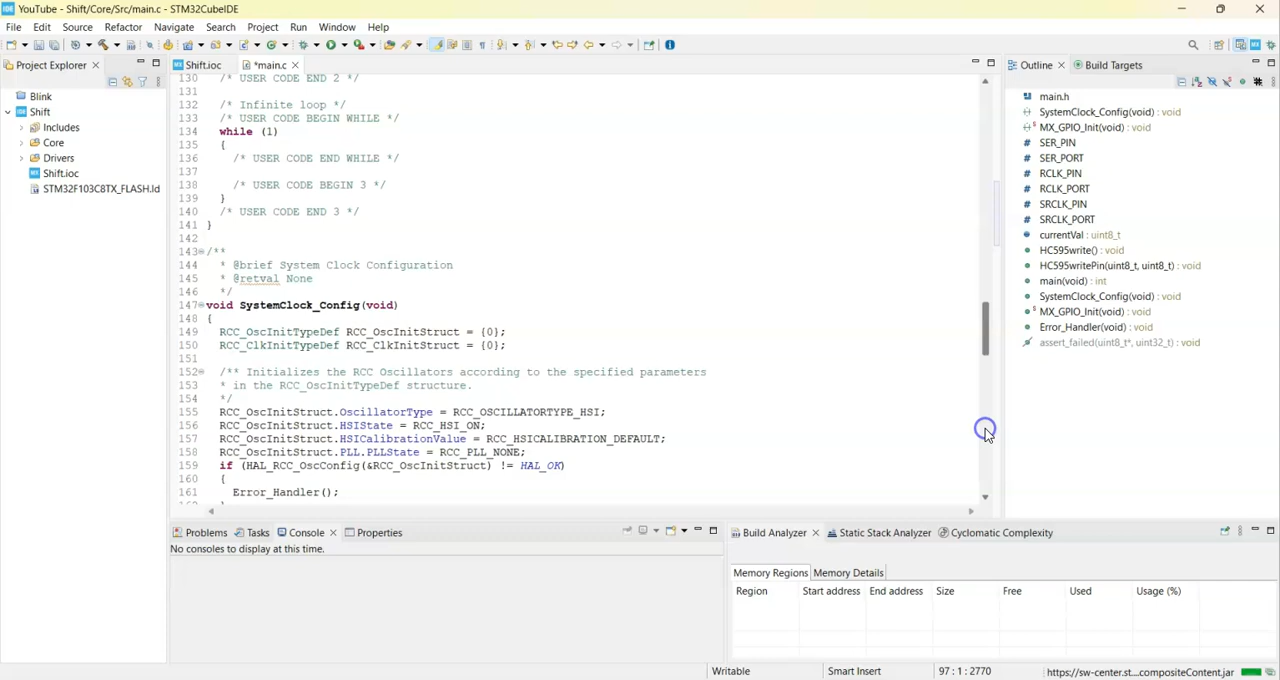 YouTube - Shift/Core/Src/main.c - STM32CubeIDE
File Edit Source Refactor Navigate Search Project Run Window Help
Project Explorer
Shift.ioc
*main.c
Outline
Build Targets
Blink
Shift
Includes
Core
Drivers
Shift.ioc
STM32F103C8TX_FLASH.ld
130 /* USER CODE END 2 */
131
132 /* Infinite loop */
133 /* USER CODE BEGIN WHILE */
134 while (1)
135 {
136 /* USER CODE END WHILE */
137
138 /* USER CODE BEGIN 3 */
139 }
140 /* USER CODE END 3 */
141 }
142
143 /**
144 * @brief System Clock Configuration
145 * @retval None
146 */
147 void SystemClock_Config(void)
148 {
149 RCC_OscInitTypeDef RCC_OscInitStruct = {0};
150 RCC_ClkInitTypeDef RCC_ClkInitStruct = {0};
151
152 /** Initializes the RCC Oscillators according to the specified parameters
153 * in the RCC_OscInitTypeDef structure.
154 */
155 RCC_OscInitStruct.OscillatorType = RCC_OSCILLATORTYPE_HSI;
156 RCC_OscInitStruct.HSIState = RCC_HSI_ON;
157 RCC_OscInitStruct.HSICalibrationValue = RCC_HSICALIBRATION_DEFAULT;
158 RCC_OscInitStruct.PLL.PLLState = RCC_PLL_NONE;
159 if (HAL_RCC_OscConfig(&RCC_OscInitStruct) != HAL_OK)
160 {
161 Error_Handler();
main.h
SystemClock_Config(void) : void
MX_GPIO_Init(void) : void
SER_PIN
SER_PORT
RCLK_PIN
RCLK_PORT
SRCLK_PIN
SRCLK_PORT
currentVal : uint8_t
HC595write() : void
HC595writePin(uint8_t, uint8_t) : void
main(void) : int
SystemClock_Config(void) : void
MX_GPIO_Init(void) : void
Error_Handler(void) : void
assert_failed(uint8_t*, uint32_t) : void
Problems Tasks Console Properties
No consoles to display at this time.
Build Analyzer Static Stack Analyzer Cyclomatic Complexity
Memory Regions Memory Details
Region Start address End address Size Free Used Usage (%)
Writable Smart Insert 97 : 1 : 2770 https://sw-center.st...compositeContent.jar